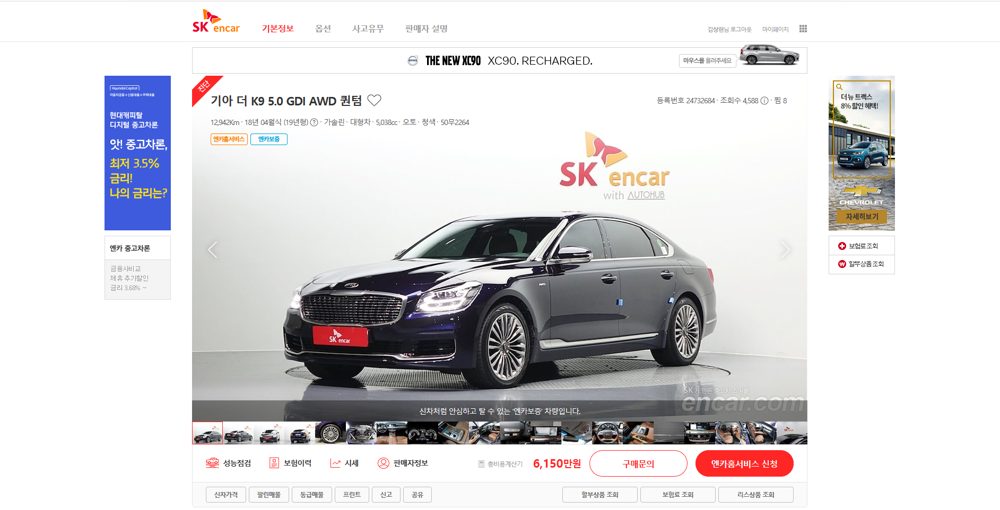 SK encar
기본정보 옵션 사고유무 판매자 설명
김상헌님 로그아웃 마이페이지
THE NEW XC90 XC90. RECHARGED.
마우스를 올려주세요
Hyundai Capital
자동차금융+신용대출+주택대출
현대캐피탈
디지털 중고차론
앗! 중고차론,
최저 3.5%
금리!
나의 금리는?
엔카 중고차론
금융사비교
제휴 추가할인
금리 3.68% ~
진단
기아 더 K9 5.0 GDI AWD 퀀텀
등록번호 24732684 · 조회수 4,588 · 찜 8
12,942Km · 18년 04월식 (19년형) ? · 가솔린 · 대형차 · 5,038cc · 오토 · 청색 · 50무2264
엔카홈서비스 엔카보증
SK encar
with AUTOHUB
SK encar
SK가 만든 중고차 쇼핑몰
encar.com
신차처럼 안심하고 탈 수 있는 '엔카보증' 차량입니다.
더 뉴 트랙스
8% 할인 혜택!
CHEVROLET
자세히보기
보험료 조회
할부상품 조회
성능점검 보험이력 시세 판매자정보
총비용계산기 6,150만원 구매문의 엔카홈서비스 신청
신차가격 팔린매물 동급매물 프린트 신고 공유
할부상품 조회 보험료 조회 리스상품 조회